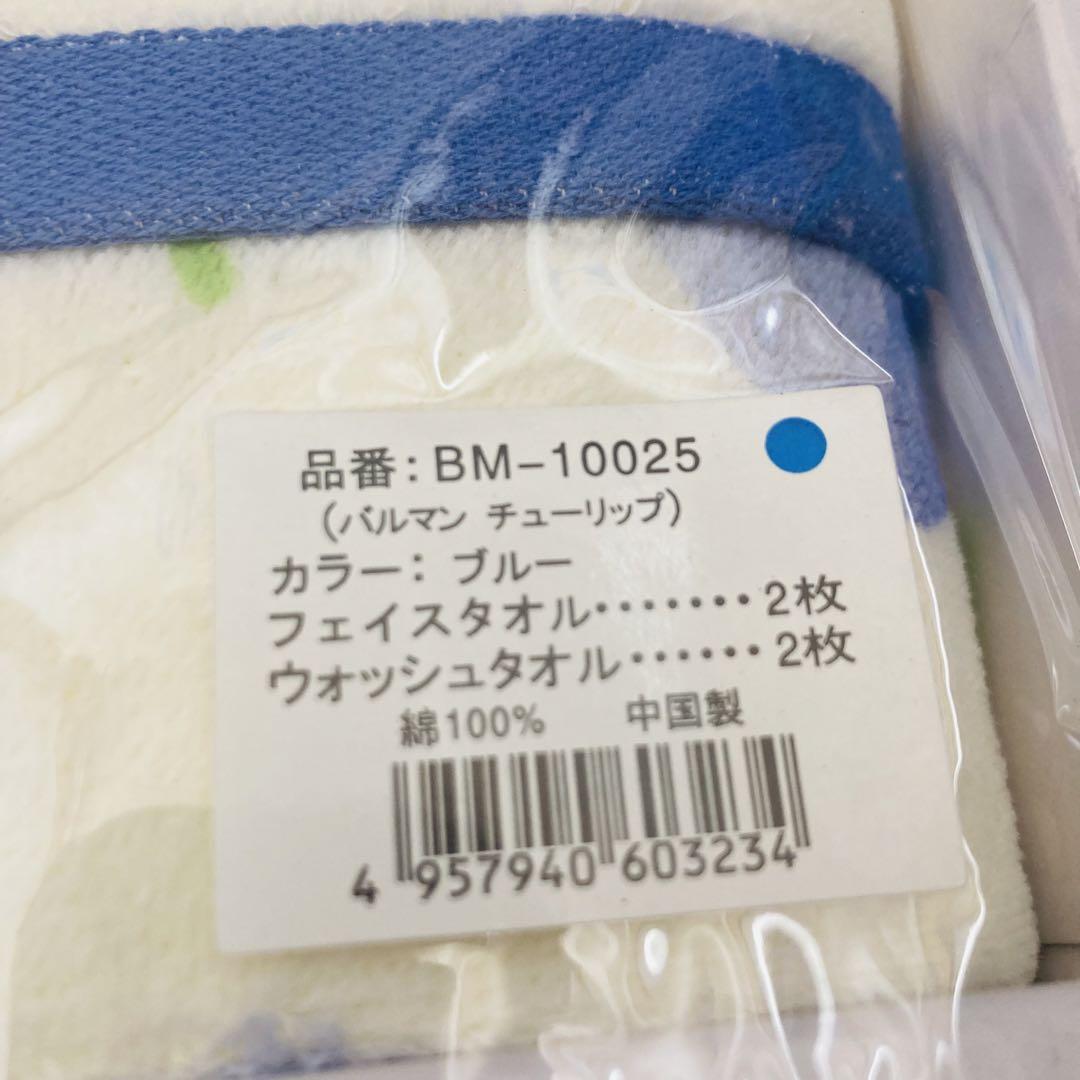 品番: BM-10025
(バルマン チューリップ)
カラー: ブルー
フェイスタオル・・・・・・・2枚
ウォッシュタオル・・・・・・2枚
綿100% 中国製
4 957940 603234